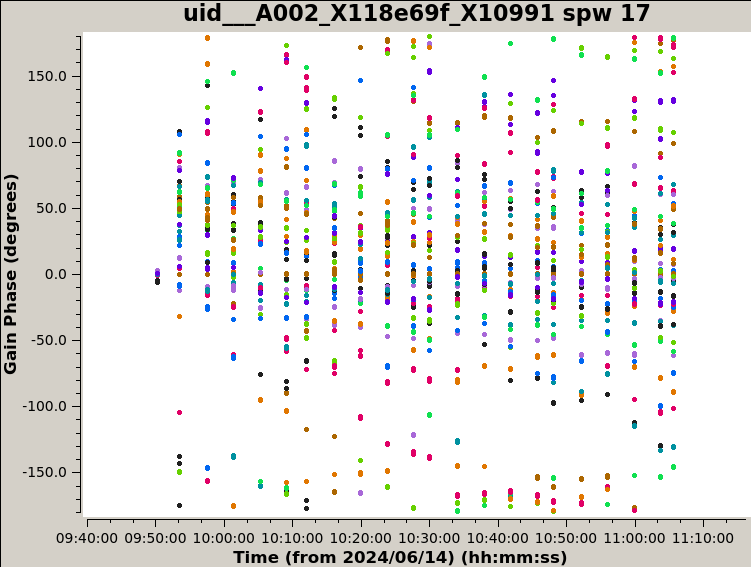 uid___A002_X118e69f_X10991 spw 17
Gain Phase (degrees)
150.0
100.0
50.0
0.0
-50.0
-100.0
-150.0
09:40:00 09:50:00 10:00:00 10:10:00 10:20:00 10:30:00 10:40:00 10:50:00 11:00:00 11:10:00
Time (from 2024/06/14) (hh:mm:ss)